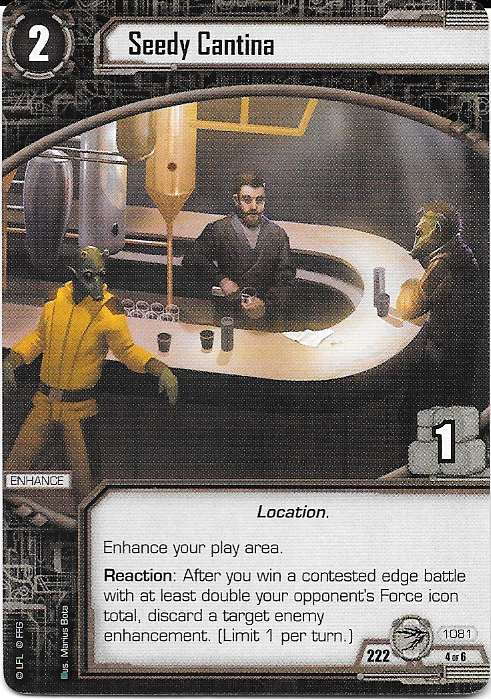 2
Seedy Cantina
1
ENHANCE
Location.
Enhance your play area.
Reaction: After you win a contested edge battle
with at least double your opponent's Force icon
total, discard a target enemy
enhancement. (Limit 1 per turn.)
© LFL © FFG
Illus. Marius Bota
222
1081
4 of 6